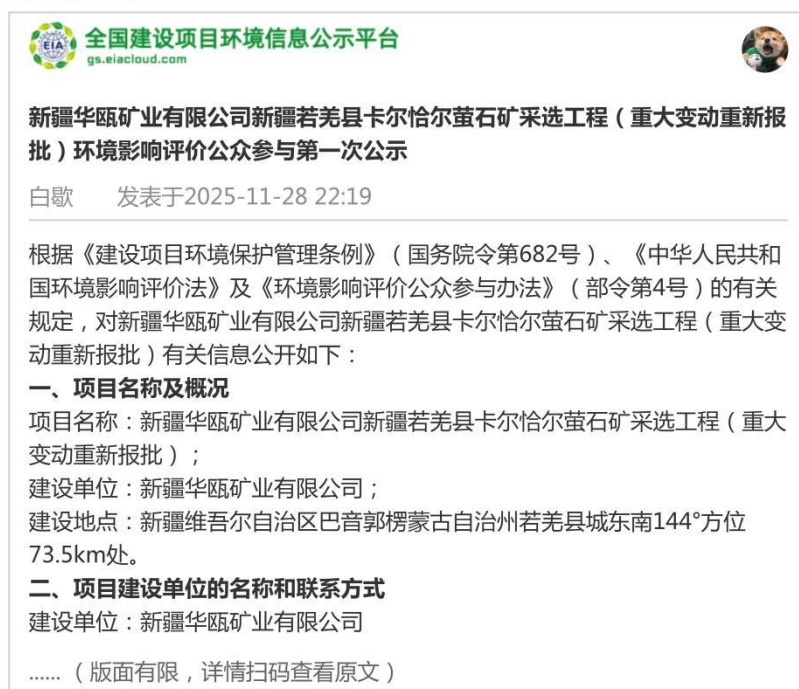 EIA
全国建设项目环境信息公示平台
gs.eiacloud.com
新疆华瓯矿业有限公司新疆若羌县卡尔恰尔萤石矿采选工程（重大变动重新报
批）环境影响评价公众参与第一次公示
白歇 发表于2025-11-28 22:19
根据《建设项目环境保护管理条例》（国务院令第682号）、《中华人民共和
国环境影响评价法》及《环境影响评价公众参与办法》（部令第4号）的有关
规定，对新疆华瓯矿业有限公司新疆若羌县卡尔恰尔萤石矿采选工程（重大变
动重新报批）有关信息公开如下：
一、项目名称及概况
项目名称：新疆华瓯矿业有限公司新疆若羌县卡尔恰尔萤石矿采选工程（重大
变动重新报批）；
建设单位：新疆华瓯矿业有限公司；
建设地点：新疆维吾尔自治区巴音郭楞蒙古自治州若羌县城东南144°方位
73.5km处。
二、项目建设单位的名称和联系方式
建设单位：新疆华瓯矿业有限公司
......（版面有限，详情扫码查看原文）